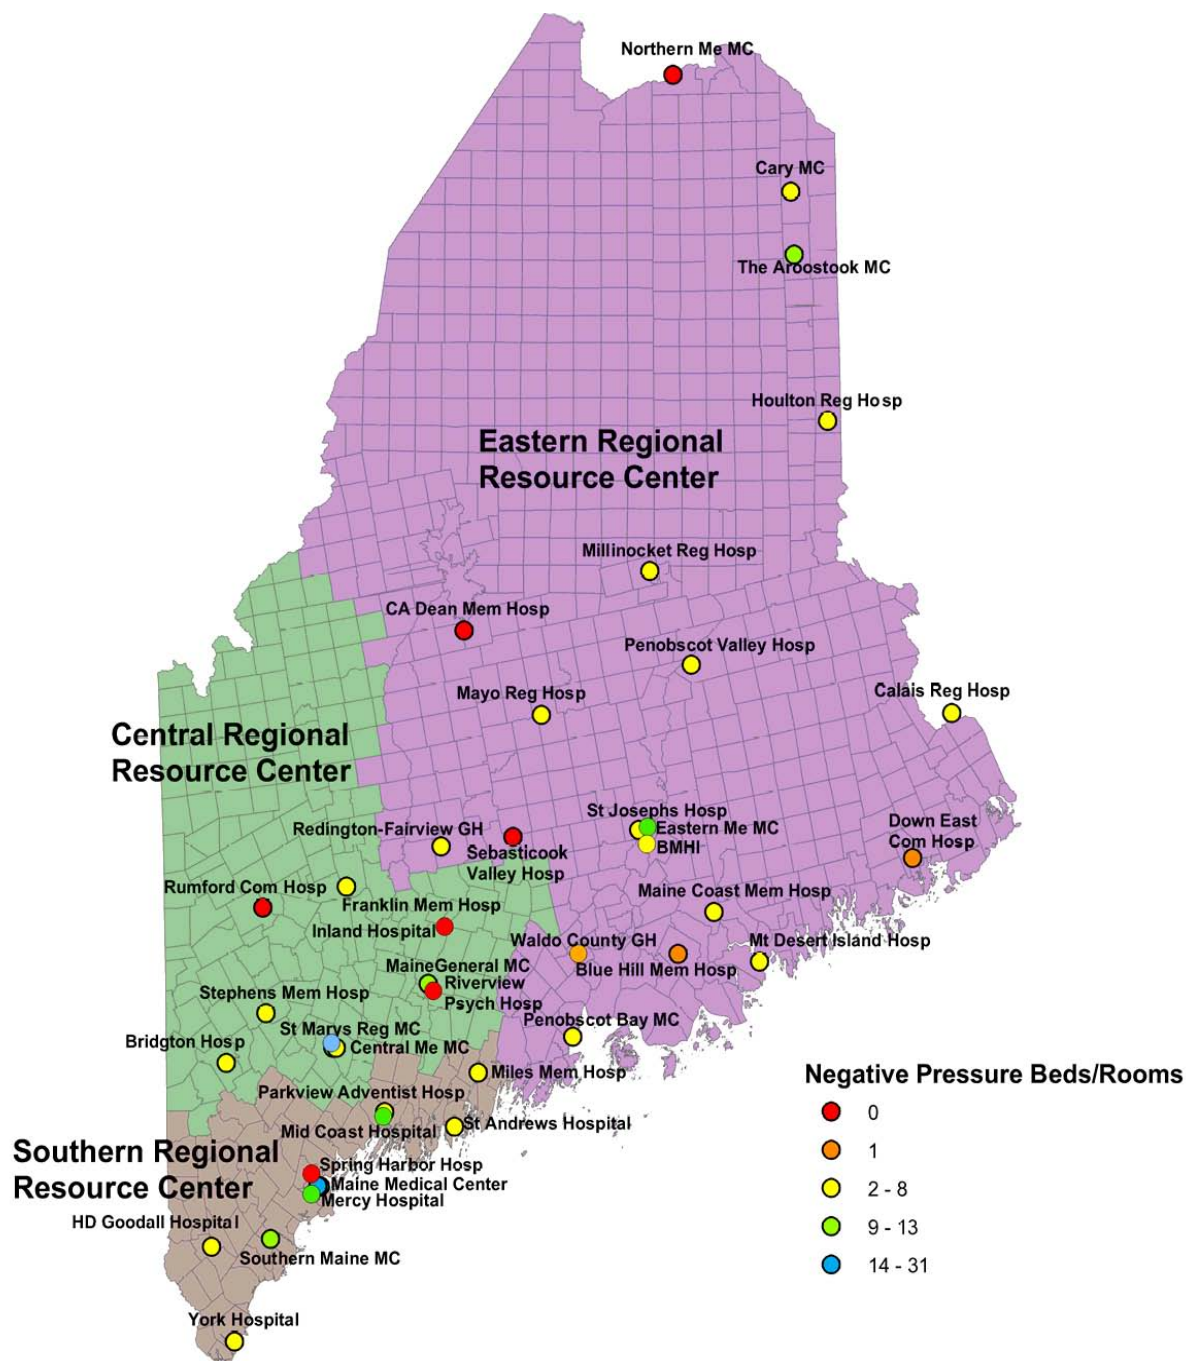 Northern Me MC
Cary MC
The Aroostook MC
Houlton Reg Hosp
Eastern Regional
Resource Center
Millinocket Reg Hosp
CA Dean Mem Hosp
Penobscot Valley Hosp
Mayo Reg Hosp
Calais Reg Hosp
Central Regional
Resource Center
St Josephs Hosp
Eastern Me MC
BMHI
Down East
Com Hosp
Redington-Fairview GH
Sebasticook
Valley Hosp
Rumford Com Hosp
Franklin Mem Hosp
Maine Coast Mem Hosp
Inland Hospital
Waldo County GH
Mt Desert Island Hosp
Blue Hill Mem Hosp
MaineGeneral MC
Riverview
Psych Hosp
Stephens Mem Hosp
Penobscot Bay MC
St Marys Reg MC
Bridgton Hosp
Central Me MC
Miles Mem Hosp
Parkview Adventist Hosp
St Andrews Hospital
Mid Coast Hospital
Southern Regional
Resource Center
Spring Harbor Hosp
Maine Medical Center
Mercy Hospital
HD Goodall Hospital
Southern Maine MC
York Hospital
Negative Pressure Beds/Rooms
0
1
2 - 8
9 - 13
14 - 31